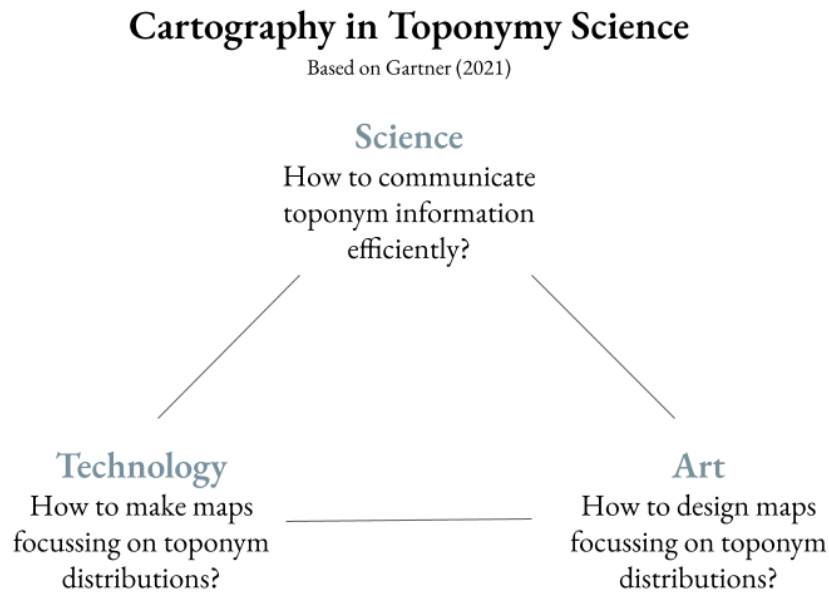 Cartography in Toponymy Science
Based on Gartner (2021)
Science
How to communicate
toponym information
efficiently?
Technology
How to make maps
focussing on toponym
distributions?
Art
How to design maps
focussing on toponym
distributions?